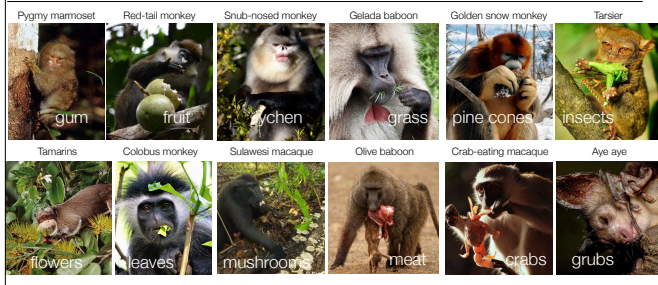 Pygmy marmoset Red-tail monkey Snub-nosed monkey Gelada baboon Golden snow monkey Tarsier
gum fruit lychen grass pine cones insects
Tamarins Colobus monkey Sulawesi macaque Olive baboon Crab-eating macaque Aye aye
flowers leaves mushrooms meat crabs grubs